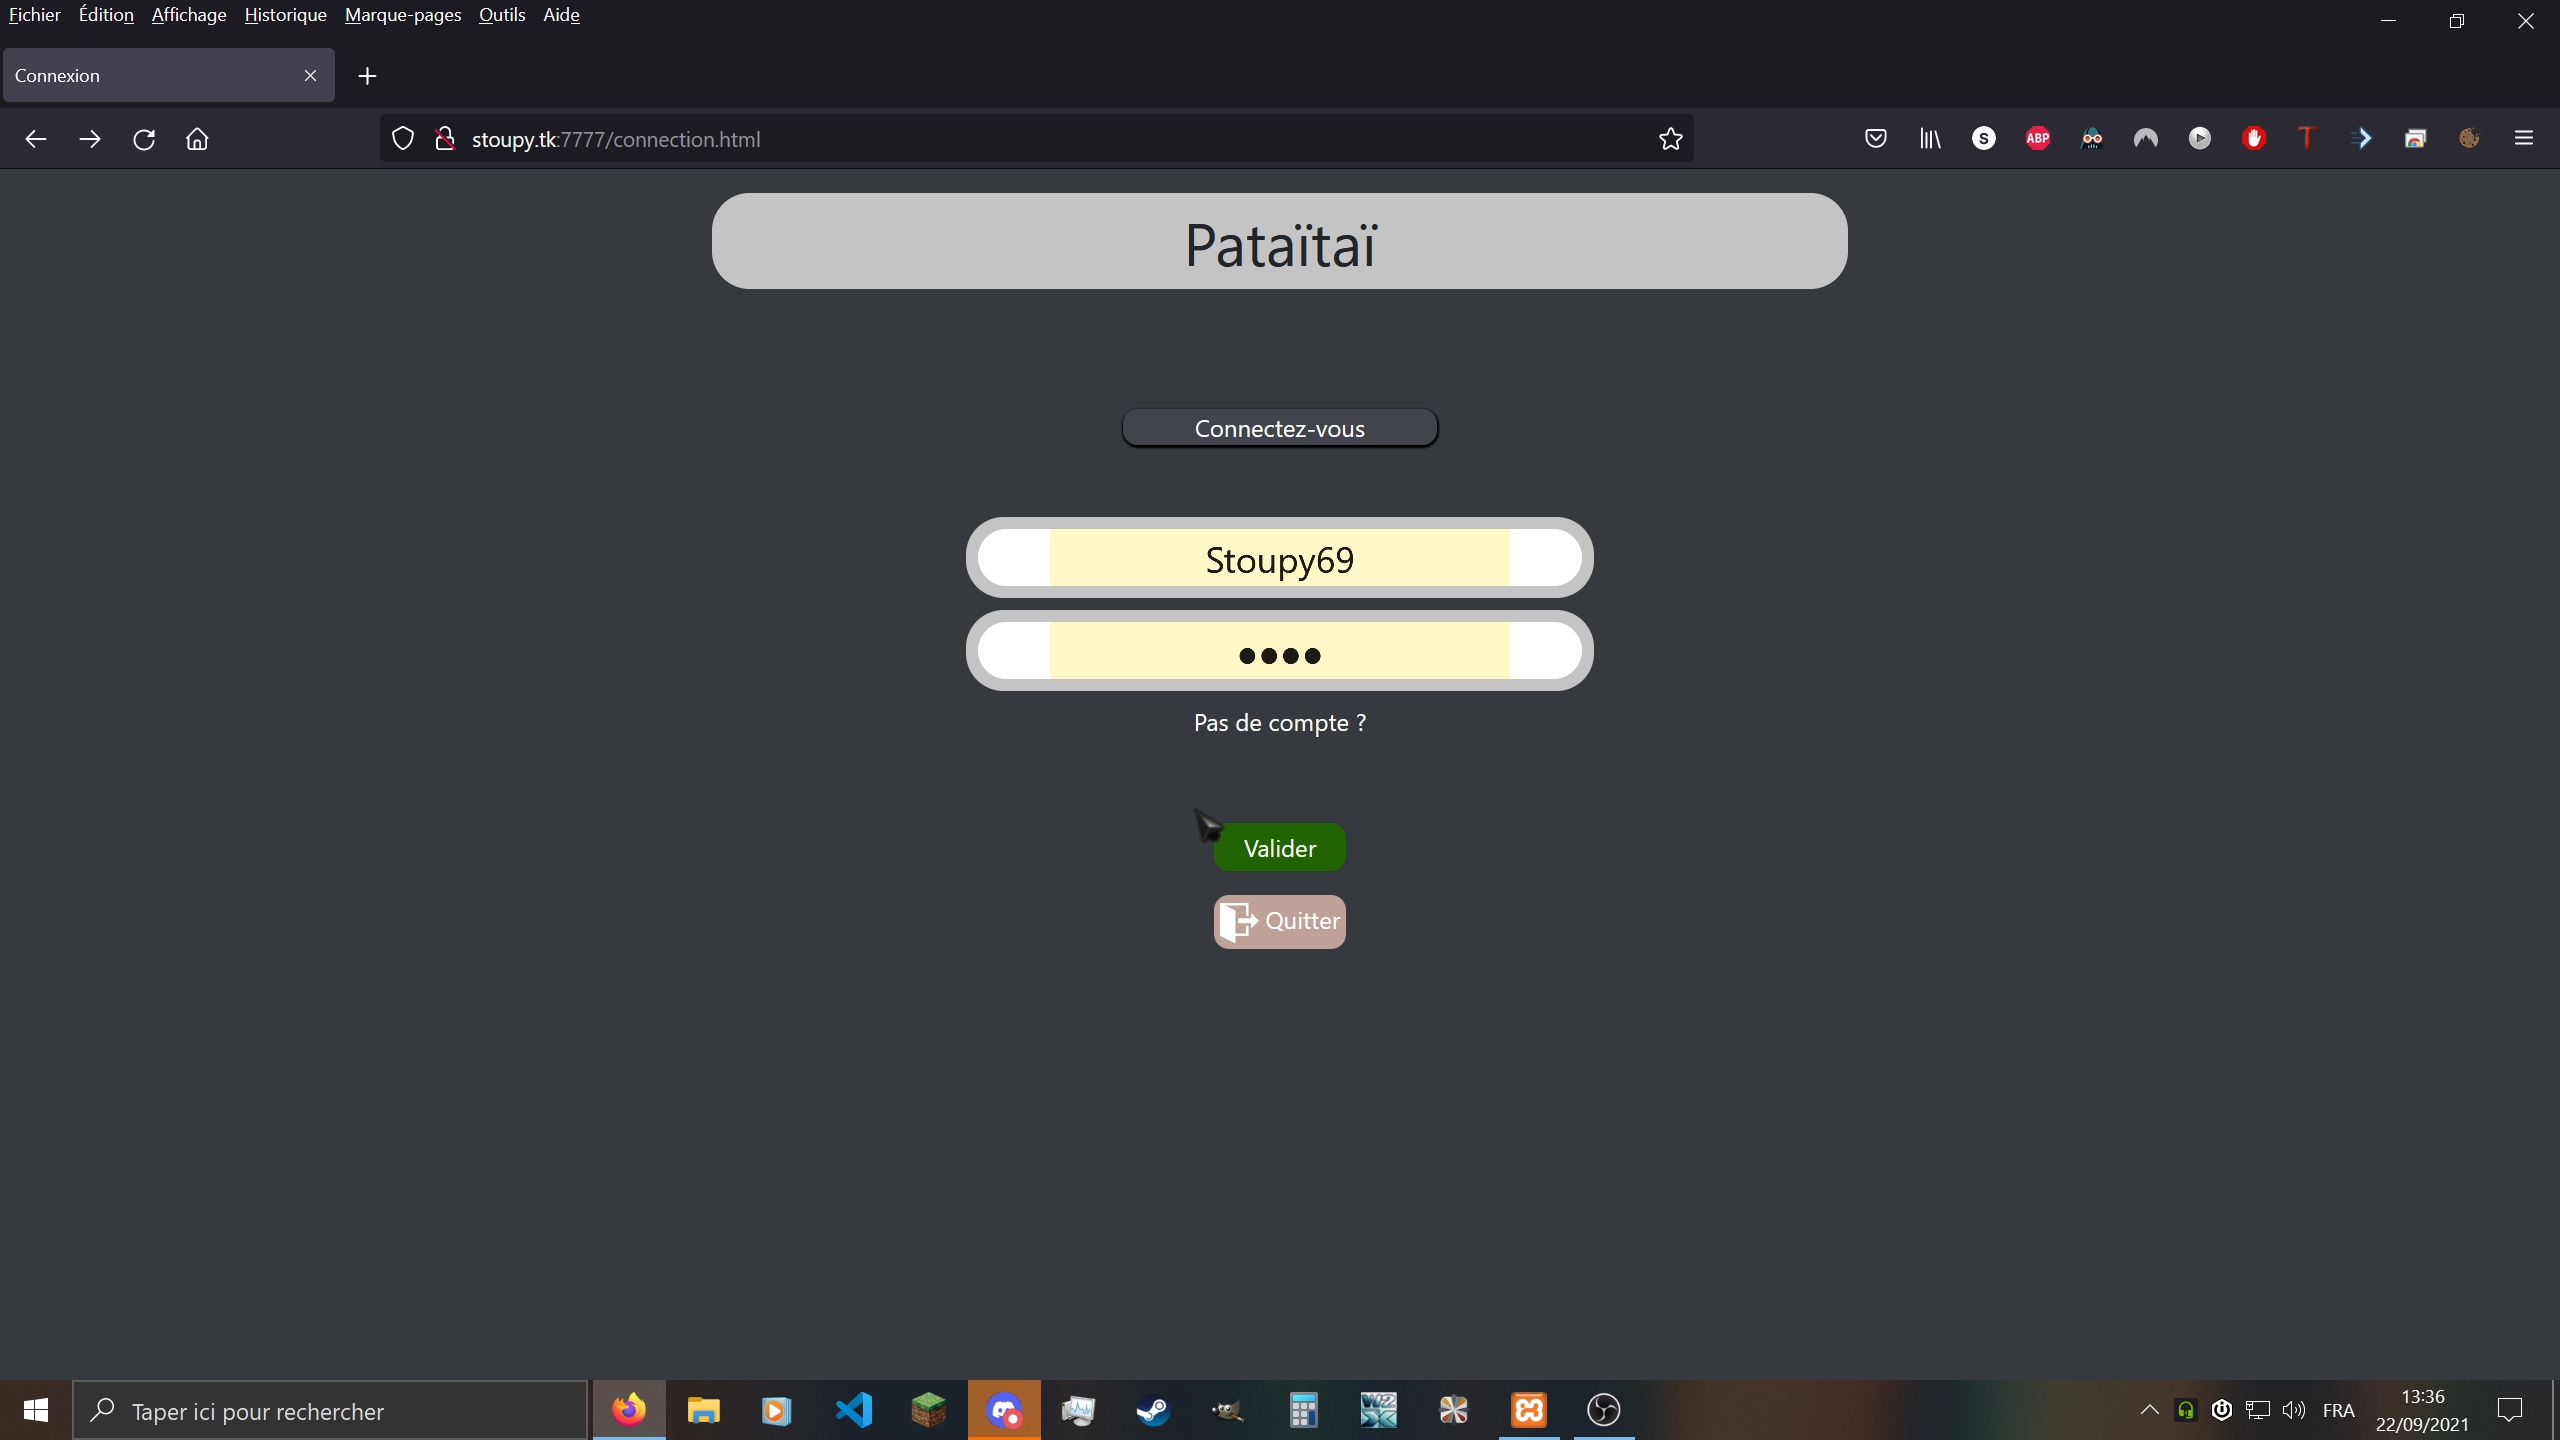 Fichier Édition Affichage Historique Marque-pages Outils Aide
Connexion
stoupy.tk:7777/connection.html
S ABP T
Pataïtaï
Connectez-vous
Stoupy69
●●●●
Pas de compte ?
Valider
Quitter
Taper ici pour rechercher
FRA
13:36
22/09/2021